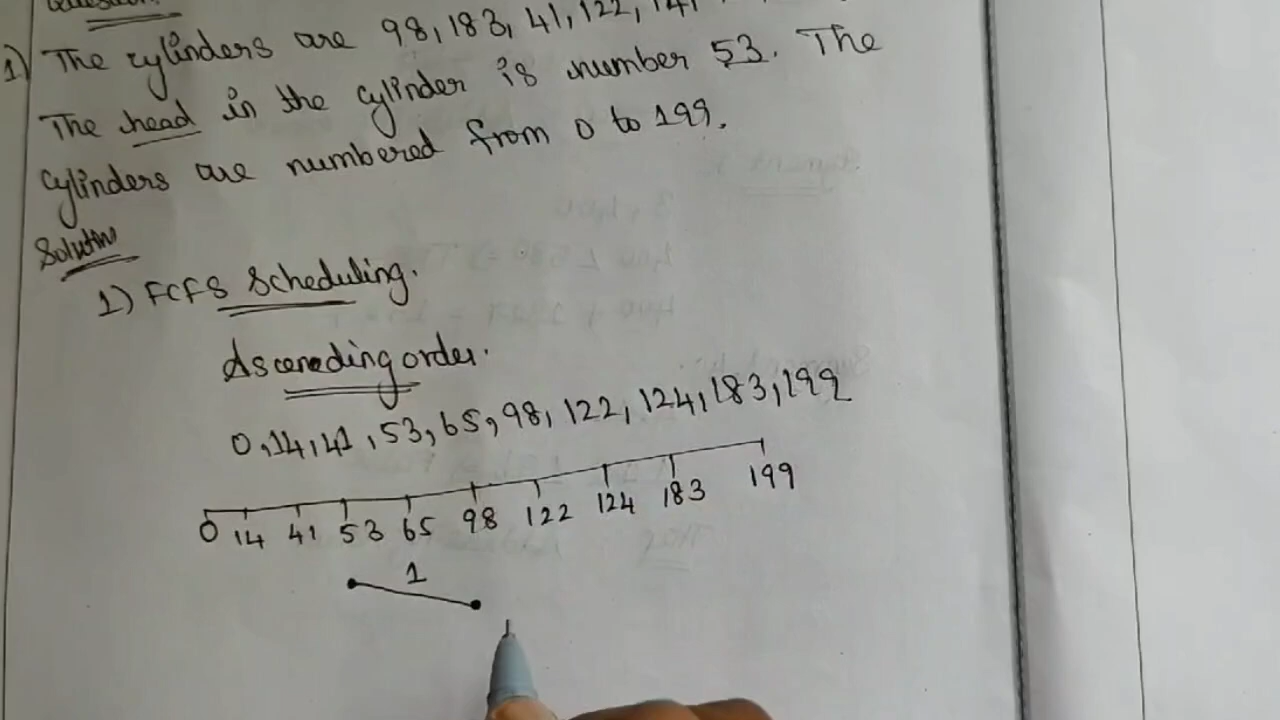 Question
1) The cylinders are 98, 183, 41, 122, 141
The head in the cylinder is number 53. The
cylinders are numbered from 0 to 199.
Solution
1) FCFS Scheduling.
Ascending order.
0, 14, 41, 53, 65, 98, 122, 124, 183, 199
0 14 41 53 65 98 122 124 183 199
1